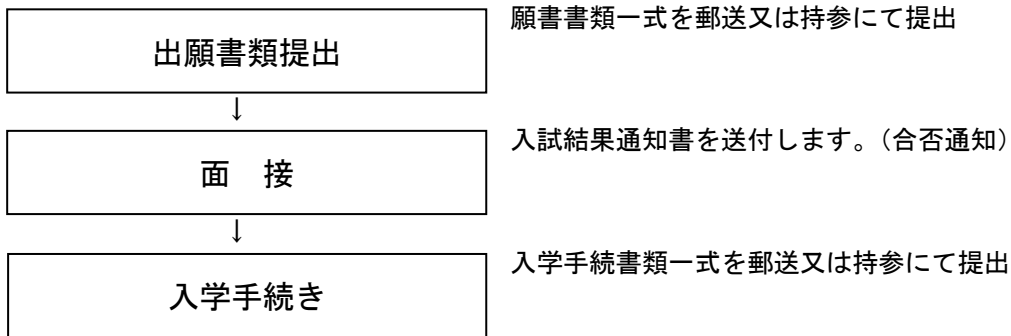 願書書類一式を郵送又は持参にて提出
出願書類提出
↓
入試結果通知書を送付します。(合否通知)
面　接
↓
入学手続書類一式を郵送又は持参にて提出
入学手続き